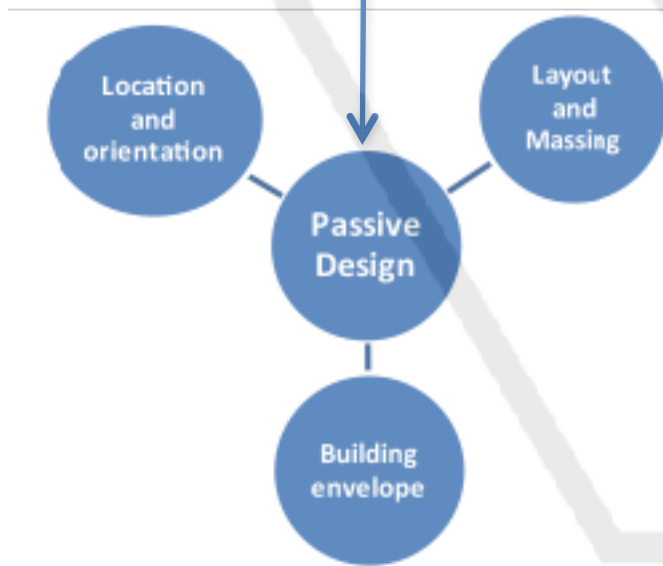 Location
and
orientation
Layout
and
Massing
Passive
Design
Building
envelope